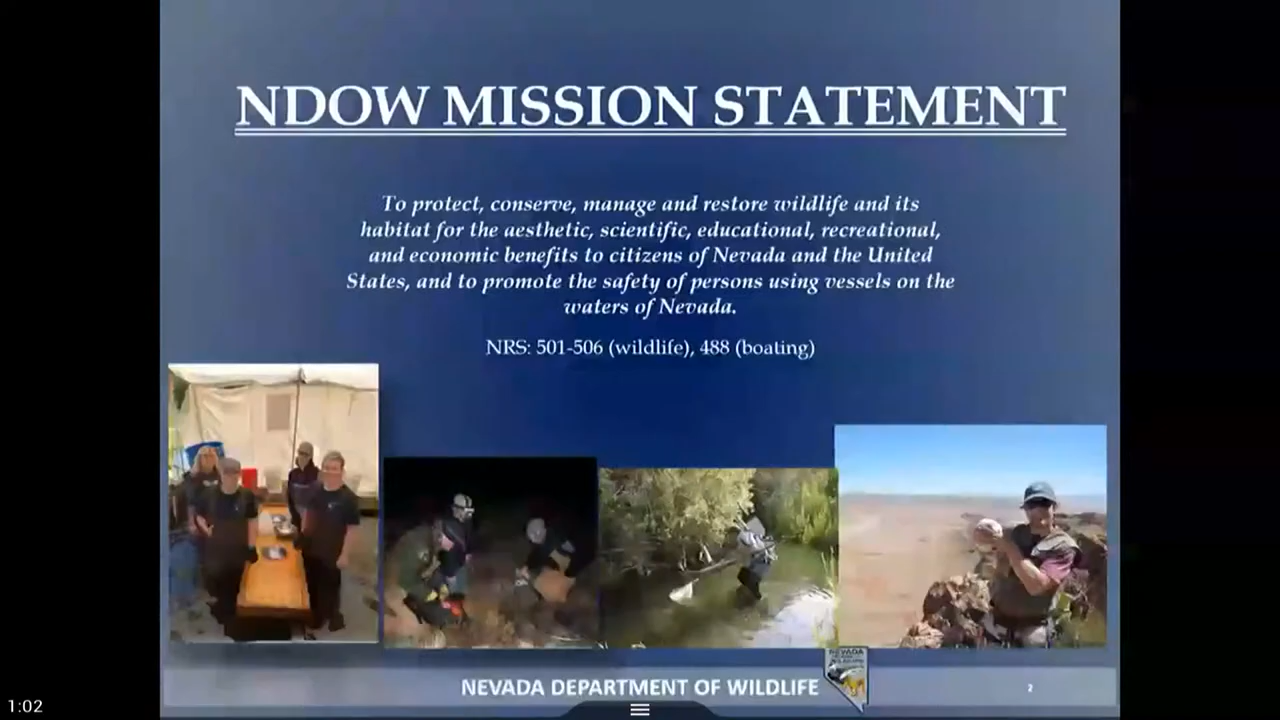 NDOW MISSION STATEMENT
To protect, conserve, manage and restore wildlife and its
habitat for the aesthetic, scientific, educational, recreational,
and economic benefits to citizens of Nevada and the United
States, and to promote the safety of persons using vessels on the
waters of Nevada.
NRS: 501-506 (wildlife), 488 (boating)
NEVADA
NEVADA DEPARTMENT OF WILDLIFE
2
1:02